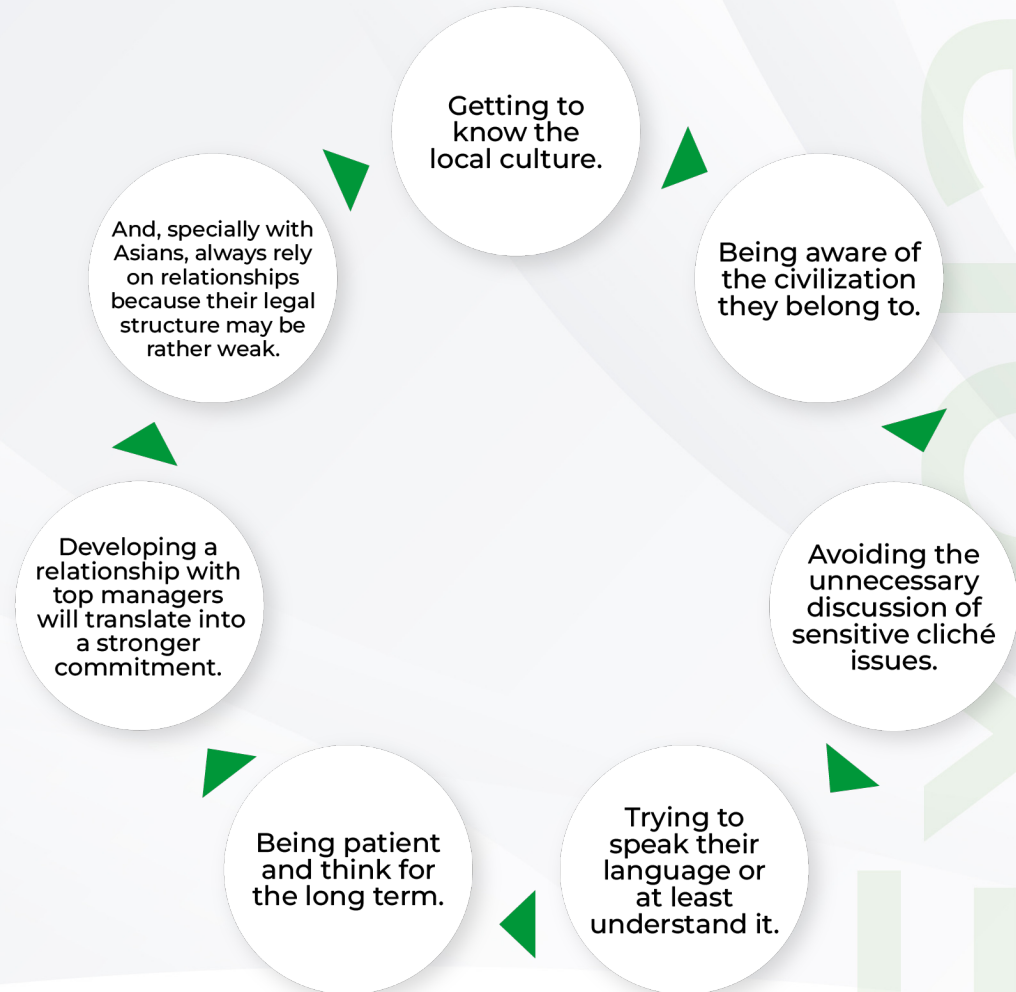 Getting to
know the
local culture.
Being aware of
the civilization
they belong to.
Avoiding the
unnecessary
discussion of
sensitive cliché
issues.
Trying to
speak their
language or
at least
understand it.
Being patient
and think for
the long term.
Developing a
relationship with
top managers
will translate into
a stronger
commitment.
And, specially with
Asians, always rely
on relationships
because their legal
structure may be
rather weak.